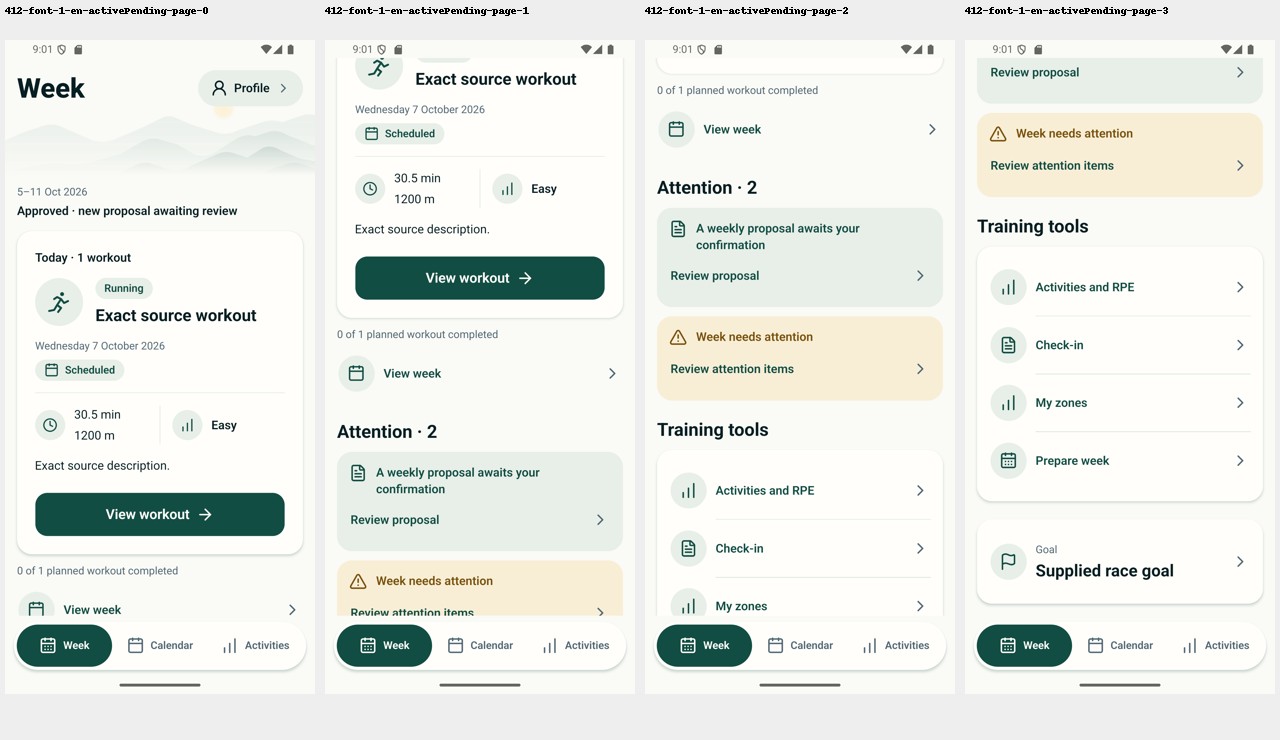 412-font-1-en-activePending-page-0
9:01
Week
Profile
5–11 Oct 2026
Approved · new proposal awaiting review
Today · 1 workout
Running
Exact source workout
Wednesday 7 October 2026
Scheduled
30.5 min
1200 m
Easy
Exact source description.
View workout
0 of 1 planned workout completed
View week
Week
Calendar
Activities
412-font-1-en-activePending-page-1
9:01
Exact source workout
Wednesday 7 October 2026
Scheduled
30.5 min
1200 m
Easy
Exact source description.
View workout
0 of 1 planned workout completed
View week
Attention · 2
A weekly proposal awaits your
confirmation
Review proposal
Week needs attention
Review attention items
Week
Calendar
Activities
412-font-1-en-activePending-page-2
9:01
0 of 1 planned workout completed
View week
Attention · 2
A weekly proposal awaits your
confirmation
Review proposal
Week needs attention
Review attention items
Training tools
Activities and RPE
Check-in
My zones
Week
Calendar
Activities
412-font-1-en-activePending-page-3
9:01
Review proposal
Week needs attention
Review attention items
Training tools
Activities and RPE
Check-in
My zones
Prepare week
Goal
Supplied race goal
Week
Calendar
Activities